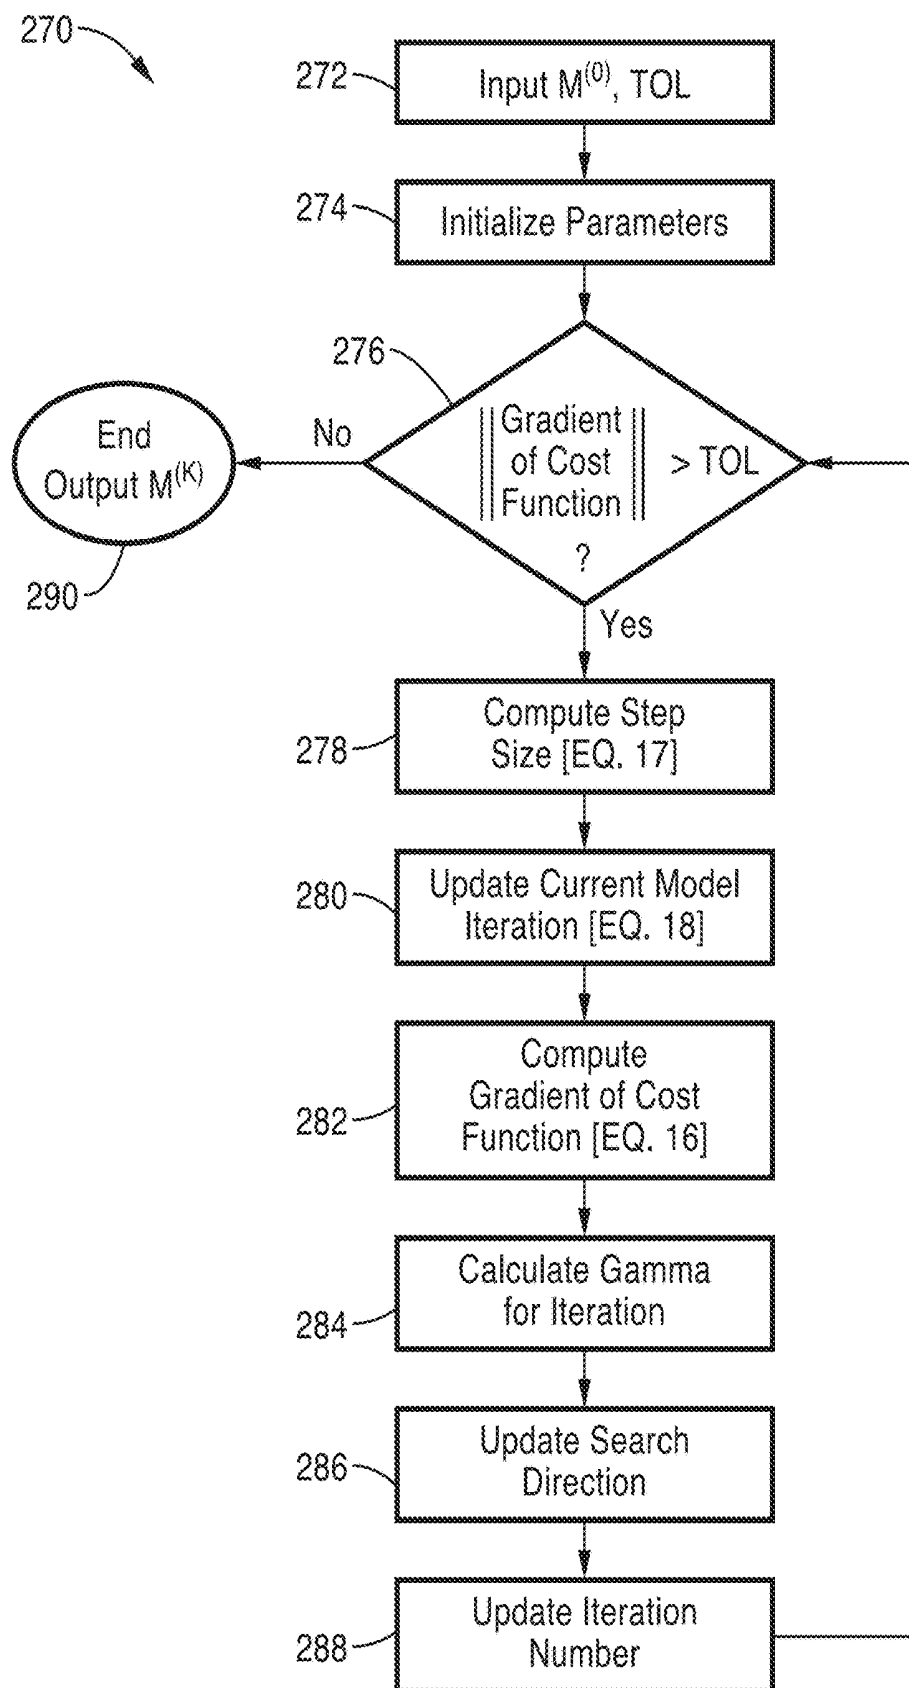 270
272
Input M^(0), TOL
274
Initialize Parameters
276
||Gradient
of Cost
Function||
> TOL
?
No
End
Output M^(K)
290
Yes
278
Compute Step
Size [EQ. 17]
280
Update Current Model
Iteration [EQ. 18]
282
Compute
Gradient of Cost
Function [EQ. 16]
284
Calculate Gamma
for Iteration
286
Update Search
Direction
288
Update Iteration
Number